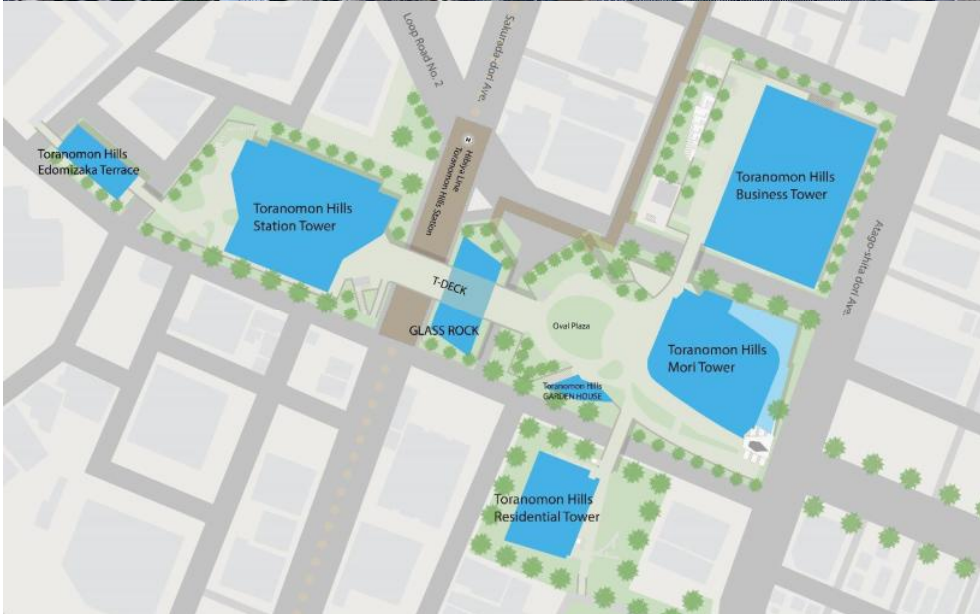 Loop Road No. 2
Sakurada-dori Ave.
Toranomon Hills
Edomizaka Terrace
Toranomon Hills
Station Tower
Hibiya Line
Toranomon Hills Station
Toranomon Hills
Business Tower
Atago-shita dori Ave.
T-DECK
GLASS ROCK
Oval Plaza
Toranomon Hills
Mori Tower
Toranomon Hills
GARDEN HOUSE
Toranomon Hills
Residential Tower